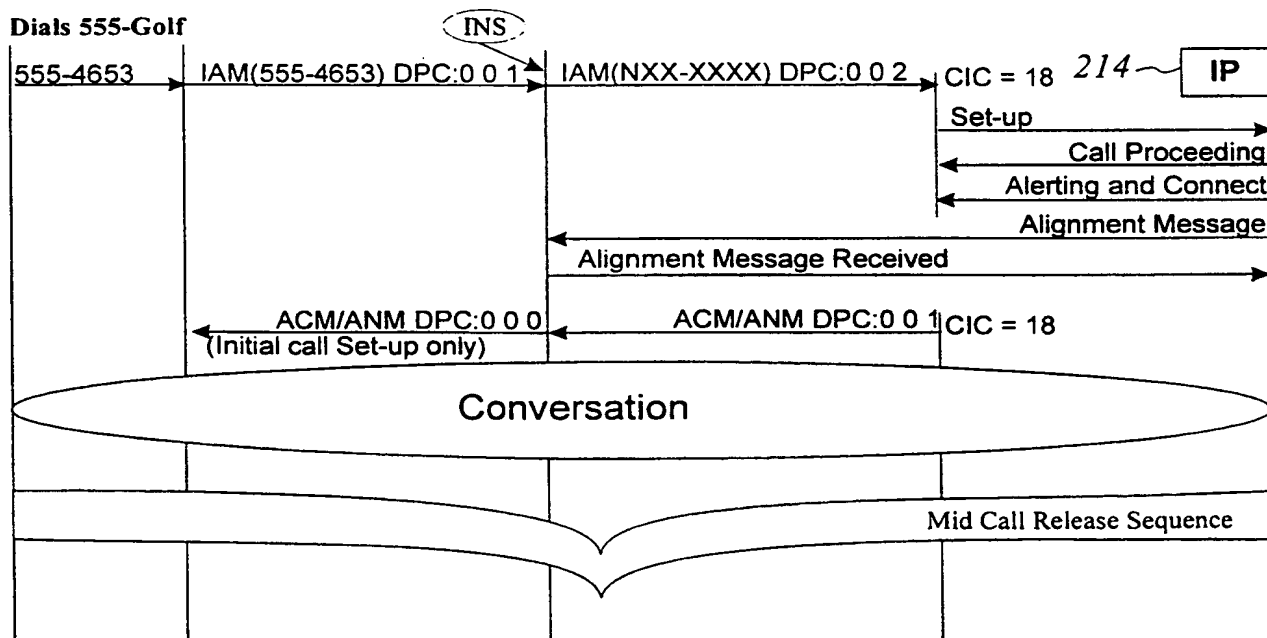 Dials 555-Golf
INS
555-4653
IAM(555-4653) DPC:0 0 1
IAM(NXX-XXXX) DPC:0 0 2
CIC = 18
214
IP
Set-up
Call Proceeding
Alerting and Connect
Alignment Message
Alignment Message Received
ACM/ANM DPC:0 0 0
ACM/ANM DPC:0 0 1
CIC = 18
(Initial call Set-up only)
Conversation
Mid Call Release Sequence